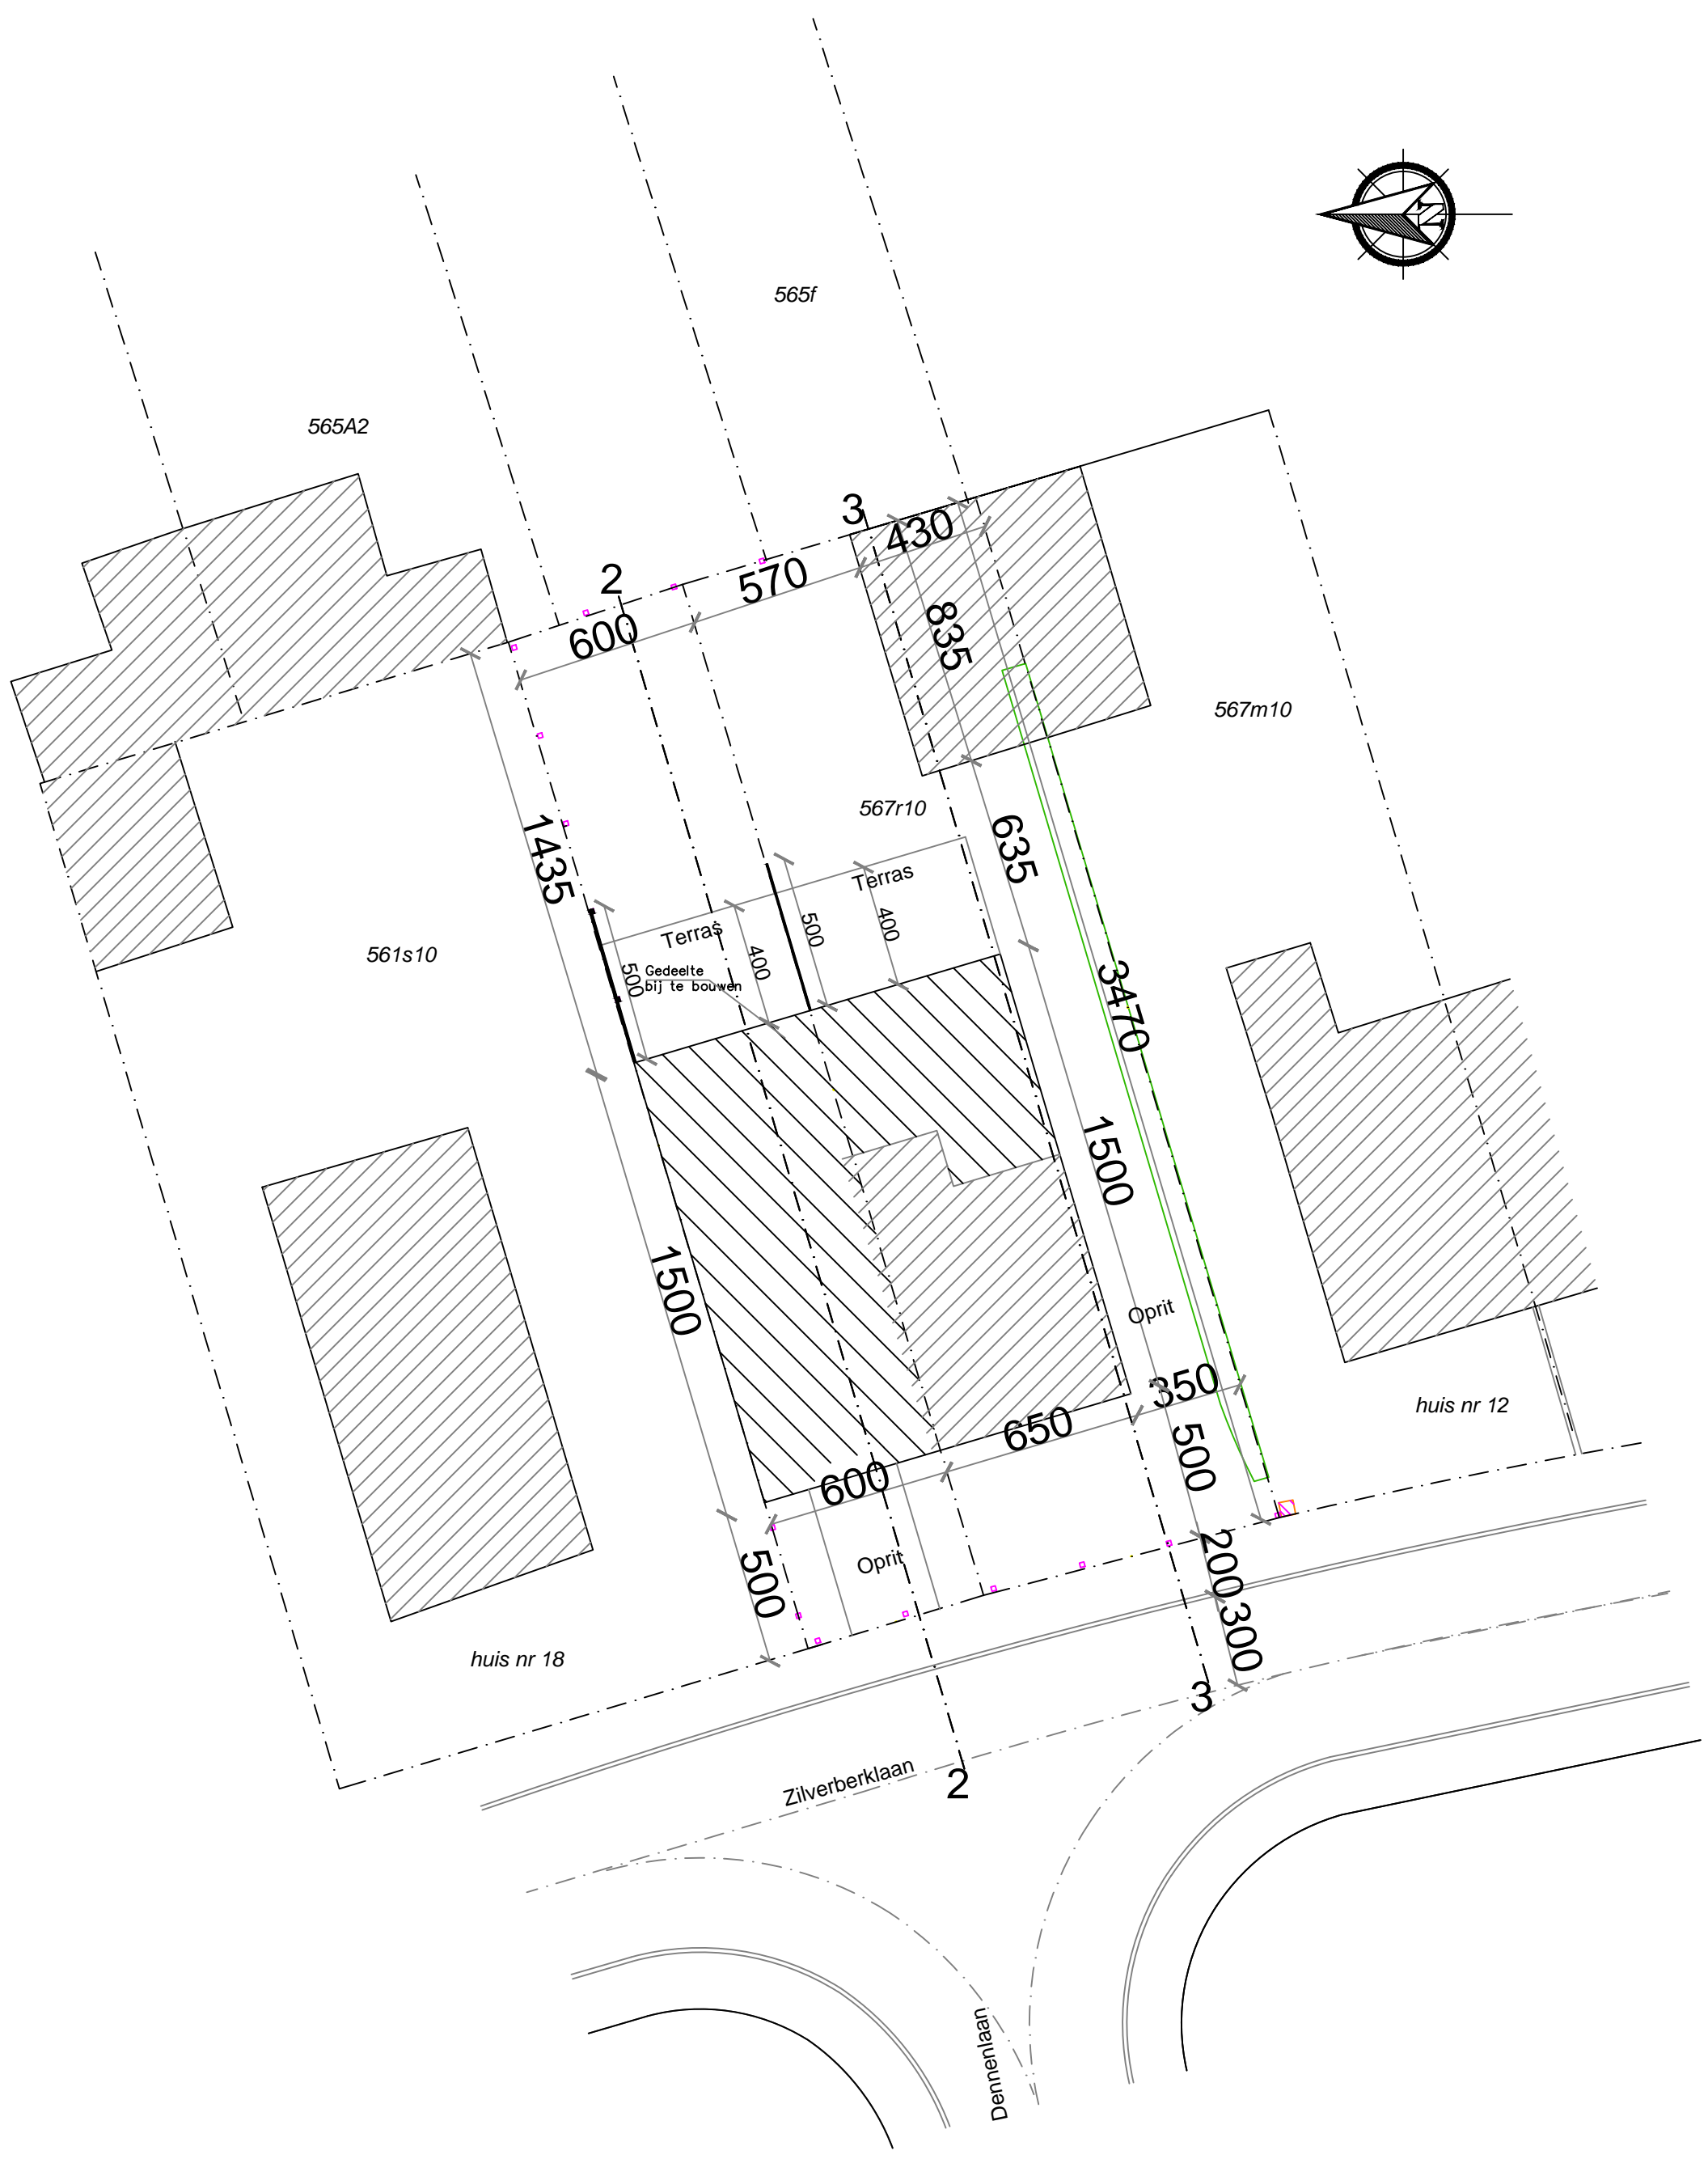 N
565f
565A2
3
430
2
570
600
835
567m10
567r10
1435
635
Terras
Terras
500
400
561s10
500
Gedeelte
bij te bouwen
400
3470
1500
1500
Oprit
350
huis nr 12
650
500
600
Oprit
500
200
300
huis nr 18
3
Zilverberklaan
2
Dennenlaan